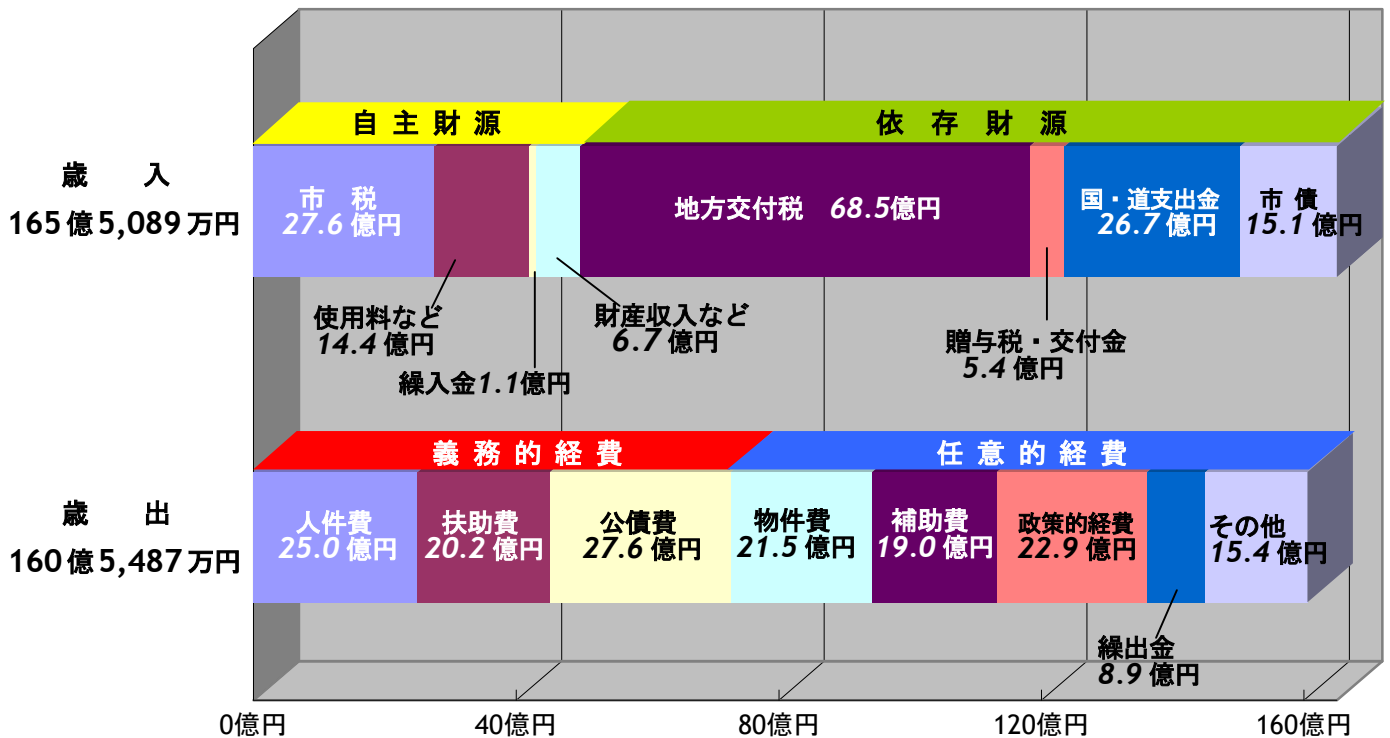 自主財源
依存財源
歳入
165億5,089万円
市税
27.6億円
地方交付税 68.5億円
国・道支出金
26.7億円
市債
15.1億円
使用料など
14.4億円
繰入金1.1億円
財産収入など
6.7億円
贈与税・交付金
5.4億円
義務的経費
任意的経費
歳出
160億5,487万円
人件費
25.0億円
扶助費
20.2億円
公債費
27.6億円
物件費
21.5億円
補助費
19.0億円
政策的経費
22.9億円
その他
15.4億円
繰出金
8.9億円
0億円
40億円
80億円
120億円
160億円